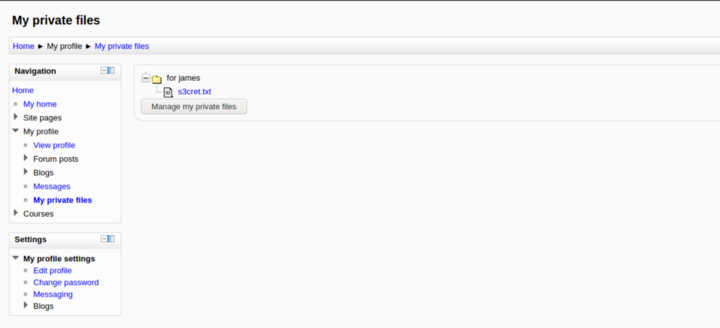 My private files
Home ► My profile ► My private files
Navigation
Home
My home
Site pages
My profile
View profile
Forum posts
Blogs
Messages
My private files
Courses
Settings
My profile settings
Edit profile
Change password
Messaging
Blogs
for james
s3cret.txt
Manage my private files